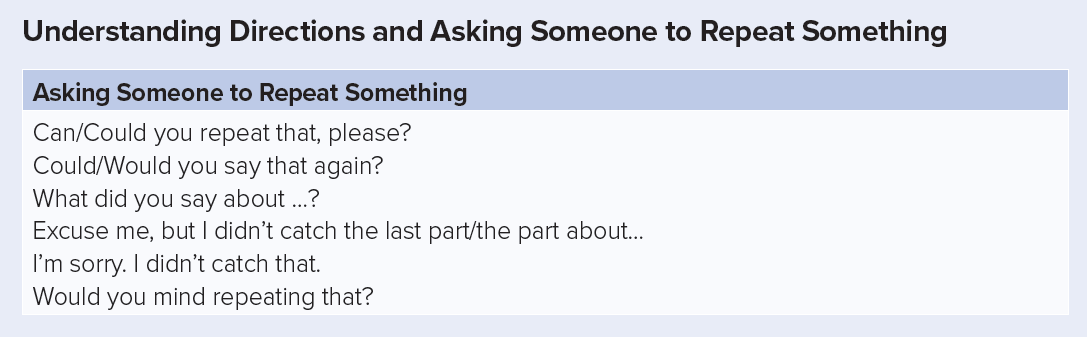 Understanding Directions and Asking Someone to Repeat Something
Asking Someone to Repeat Something
Can/Could you repeat that, please?
Could/Would you say that again?
What did you say about ...?
Excuse me, but I didn’t catch the last part/the part about...
I’m sorry. I didn’t catch that.
Would you mind repeating that?